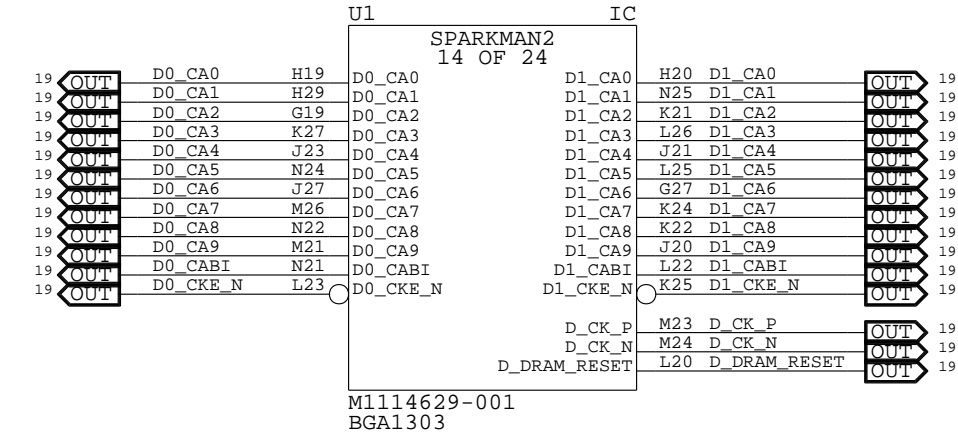 U1 IC
SPARKMAN2
14 OF 24
19 OUT D0_CA0 H19 D0_CA0 D1_CA0 H20 D1_CA0 OUT 19
19 OUT D0_CA1 H29 D0_CA1 D1_CA1 N25 D1_CA1 OUT 19
19 OUT D0_CA2 G19 D0_CA2 D1_CA2 K21 D1_CA2 OUT 19
19 OUT D0_CA3 K27 D0_CA3 D1_CA3 L26 D1_CA3 OUT 19
19 OUT D0_CA4 J23 D0_CA4 D1_CA4 J21 D1_CA4 OUT 19
19 OUT D0_CA5 N24 D0_CA5 D1_CA5 L25 D1_CA5 OUT 19
19 OUT D0_CA6 J27 D0_CA6 D1_CA6 G27 D1_CA6 OUT 19
19 OUT D0_CA7 M26 D0_CA7 D1_CA7 K24 D1_CA7 OUT 19
19 OUT D0_CA8 N22 D0_CA8 D1_CA8 K22 D1_CA8 OUT 19
19 OUT D0_CA9 M21 D0_CA9 D1_CA9 J20 D1_CA9 OUT 19
19 OUT D0_CABI N21 D0_CABI D1_CABI L22 D1_CABI OUT 19
19 OUT D0_CKE_N L23 D0_CKE_N D1_CKE_N K25 D1_CKE_N OUT 19
D_CK_P M23 D_CK_P OUT 19
D_CK_N M24 D_CK_N OUT 19
D_DRAM_RESET L20 D_DRAM_RESET OUT 19
M1114629-001
BGA1303